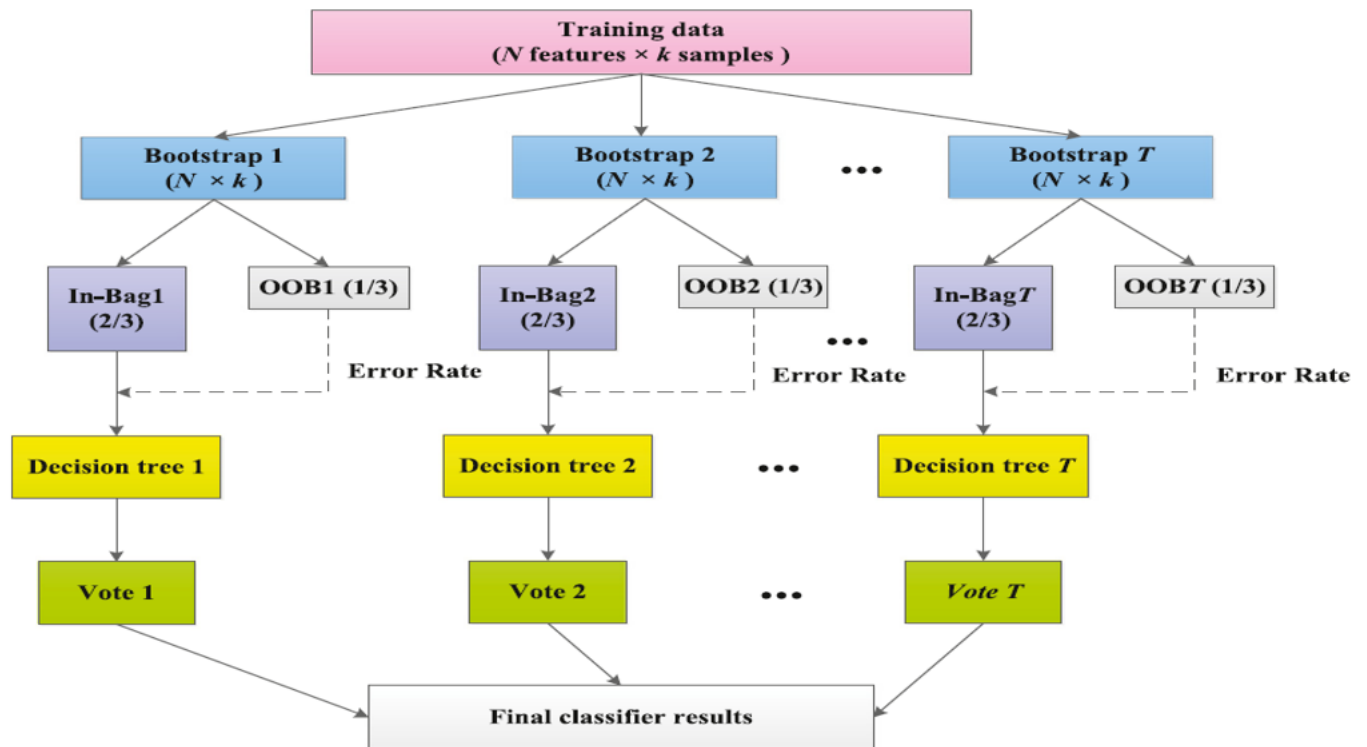 Training data
(N features × k samples )
Bootstrap 1
(N × k )
Bootstrap 2
(N × k )
•••
Bootstrap T
(N × k )
In-Bag1
(2/3)
OOB1 (1/3)
In-Bag2
(2/3)
OOB2 (1/3)
•••
In-BagT
(2/3)
OOBT (1/3)
Error Rate
Error Rate
Error Rate
Decision tree 1
Decision tree 2
•••
Decision tree T
Vote 1
Vote 2
•••
Vote T
Final classifier results